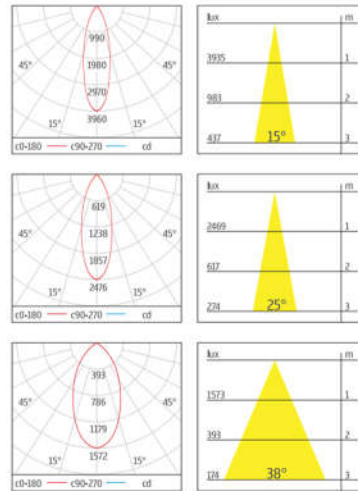 990
1980
2970
3960
45° 45°
15° 15°
c0-180 c90-270 cd
lux m
3935 1
983 2
437 15° 3
619
1238
1857
2476
45° 45°
15° 15°
c0-180 c90-270 cd
lux m
2469 1
617 2
274 25° 3
393
786
1179
1572
45° 45°
15° 15°
c0-180 c90-270 cd
lux m
1573 1
393 2
174 38° 3